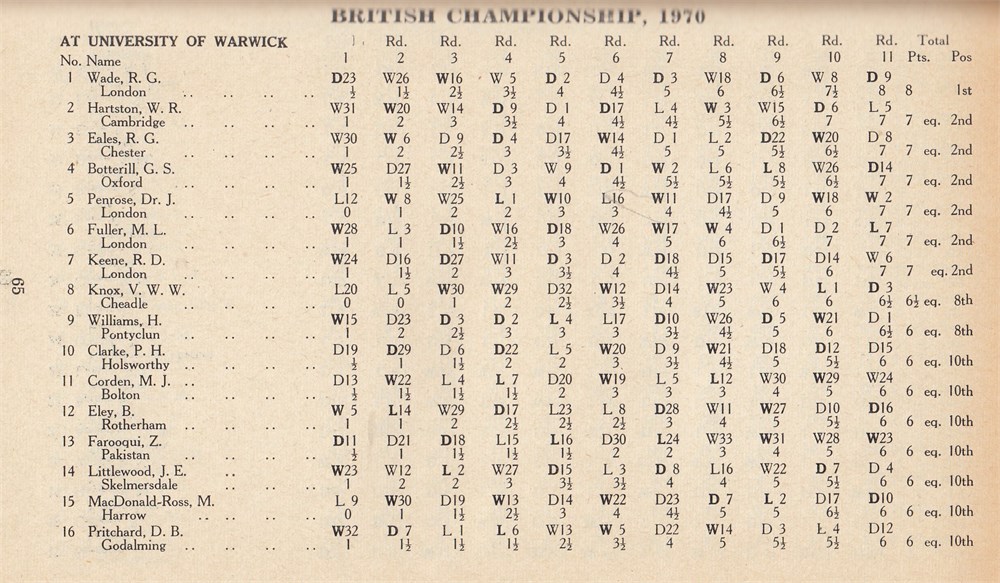 BRITISH CHAMPIONSHIP, 1970
AT UNIVERSITY OF WARWICK Rd. Rd. Rd. Rd. Rd. Rd. Rd. Rd. Rd. Rd. Total
No. Name 1 2 3 4 5 6 7 8 9 10 11 Pts. Pos
1 Wade, R. G. D23 W26 W16 W 5 D 2 D 4 D 3 W18 D 6 W 8 D 9
London .. .. .. .. ½ 1½ 2½ 3½ 4 4½ 5 6 6½ 7½ 8 8 1st
2 Hartston, W. R. W31 W20 W14 D 9 D 1 D17 L 4 W 3 W15 D 6 L 5
Cambridge .. .. .. .. 1 2 3 3½ 4 4½ 4½ 5½ 6½ 7 7 7 eq. 2nd
3 Eales, R. G. W30 W 6 D 9 D 4 D17 W14 D 1 L 2 D22 W20 D 8
Chester .. .. .. .. 1 2 2½ 3 3½ 4½ 5 5 5½ 6½ 7 7 eq. 2nd
4 Botterill, G. S. W25 D27 W11 D 3 W 9 D 1 W 2 L 6 L 8 W26 D14
Oxford .. .. .. .. 1 1½ 2½ 3 4 4½ 5½ 5½ 5½ 6½ 7 7 eq. 2nd
5 Penrose, Dr. J. L12 W 8 W25 L 1 W10 L16 W11 D17 D 9 W18 W 2
London .. .. .. .. 0 1 2 2 3 3 4 4½ 5 6 7 7 eq. 2nd
6 Fuller, M. L. W28 L 3 D10 W16 D18 W26 W17 W 4 D 1 D 2 L 7
London .. .. .. .. 1 1 1½ 2½ 3 4 5 6 6½ 7 7 7 eq. 2nd
7 Keene, R. D. W24 D16 D27 W11 D 3 D 2 D18 D15 D17 D14 W 6
London .. .. .. .. 1 1½ 2 3 3½ 4 4½ 5 5½ 6 7 7 eq. 2nd
8 Knox, V. W. W. L20 L 5 W30 W29 D32 W12 D14 W23 W 4 L 1 D 3
Cheadle .. .. .. .. 0 0 1 2 2½ 3½ 4 5 6 6 6½ 6½ eq. 8th
9 Williams, H. W15 D23 D 3 D 2 L 4 L17 D10 W26 D 5 W21 D 1
Pontyclun .. .. .. .. 1 2 2½ 3 3 3 3½ 4½ 5 6 6½ 6 eq. 8th
10 Clarke, P. H. D19 D29 D 6 D22 L 5 W20 D 9 W21 D18 D12 D15
Holsworthy .. .. .. .. ½ 1 1½ 2 2 3 3½ 4½ 5 5½ 6 6 eq. 10th
11 Corden, M. J. .. D13 W22 L 4 L 7 D20 W19 L 5 L12 W30 W29 W24
Bolton .. .. .. .. ½ 1½ 1½ 1½ 2 3 3 3 4 5 6 6 eq. 10th
12 Eley, B. W 5 L14 W29 D17 L23 L 8 D28 W11 W27 D10 D16
Rotherham .. .. .. .. 1 1 2 2½ 2½ 2½ 3 4 5 5½ 6 6 eq. 10th
13 Farooqui, Z. D11 D21 D18 L15 L16 D30 L24 W33 W31 W28 W23
Pakistan .. .. .. .. ½ 1 1½ 1½ 1½ 2 2 3 4 5 6 6 eq. 10th
14 Littlewood, J. E. .. W23 W12 L 2 W27 D15 L 3 D 8 L16 W22 D 7 D 4
Skelmersdale .. .. .. 1 2 2 3 3½ 3½ 4 4 5 5½ 6 6 eq. 10th
15 MacDonald-Ross, M. L 9 W30 D19 W13 D14 W22 D23 D 7 L 2 D17 D10
Harrow .. .. .. .. 0 1 1½ 2½ 3 4 4½ 5 5 6½ 6 6 eq. 10th
16 Pritchard, D. B. W32 D 7 L 1 L 6 W13 W 5 D22 W14 D 3 L 4 D12
Godalming .. .. .. .. 1 1½ 1½ 1½ 2½ 3½ 4 5 5½ 5½ 6 6 eq. 10th
65